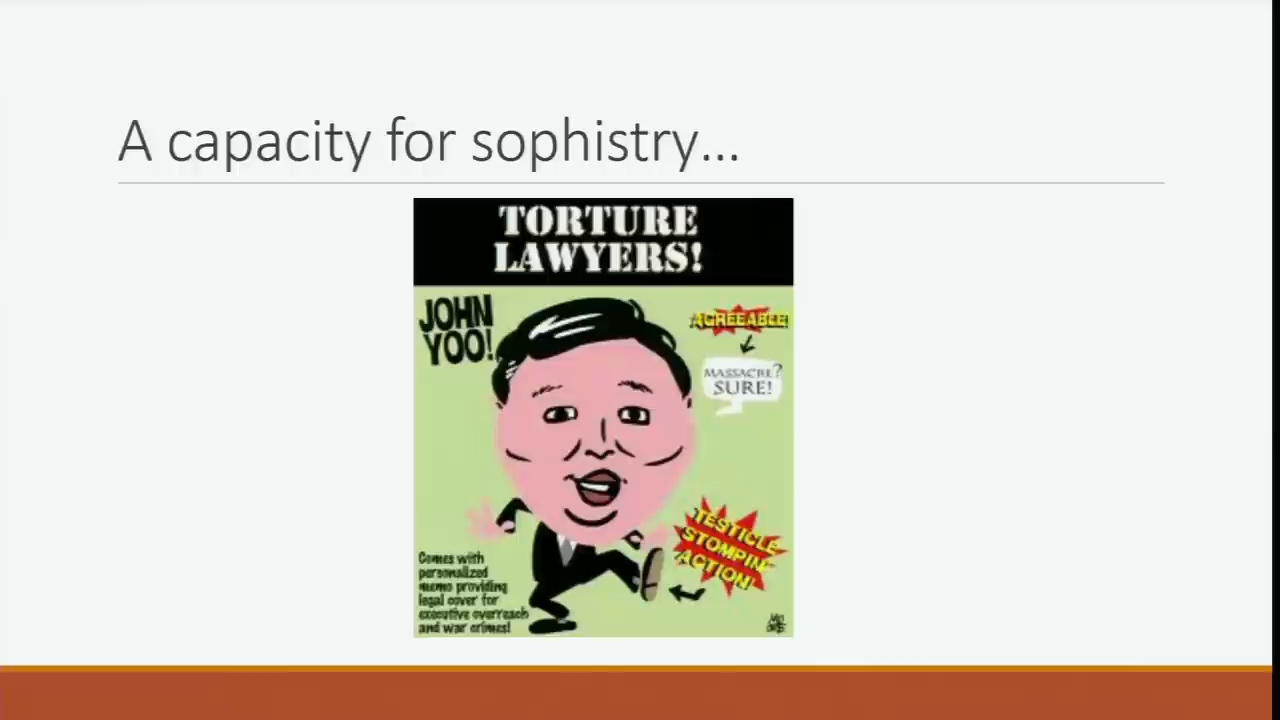 A capacity for sophistry...
TORTURE
LAWYERS!
JOHN
YOO!
AGREEABLE!
MASSACRE?
SURE!
TESTICLE
STOMPIN'
ACTION!
Comes with
personalized
memo providing
legal cover for
executive overreach
and war crimes!